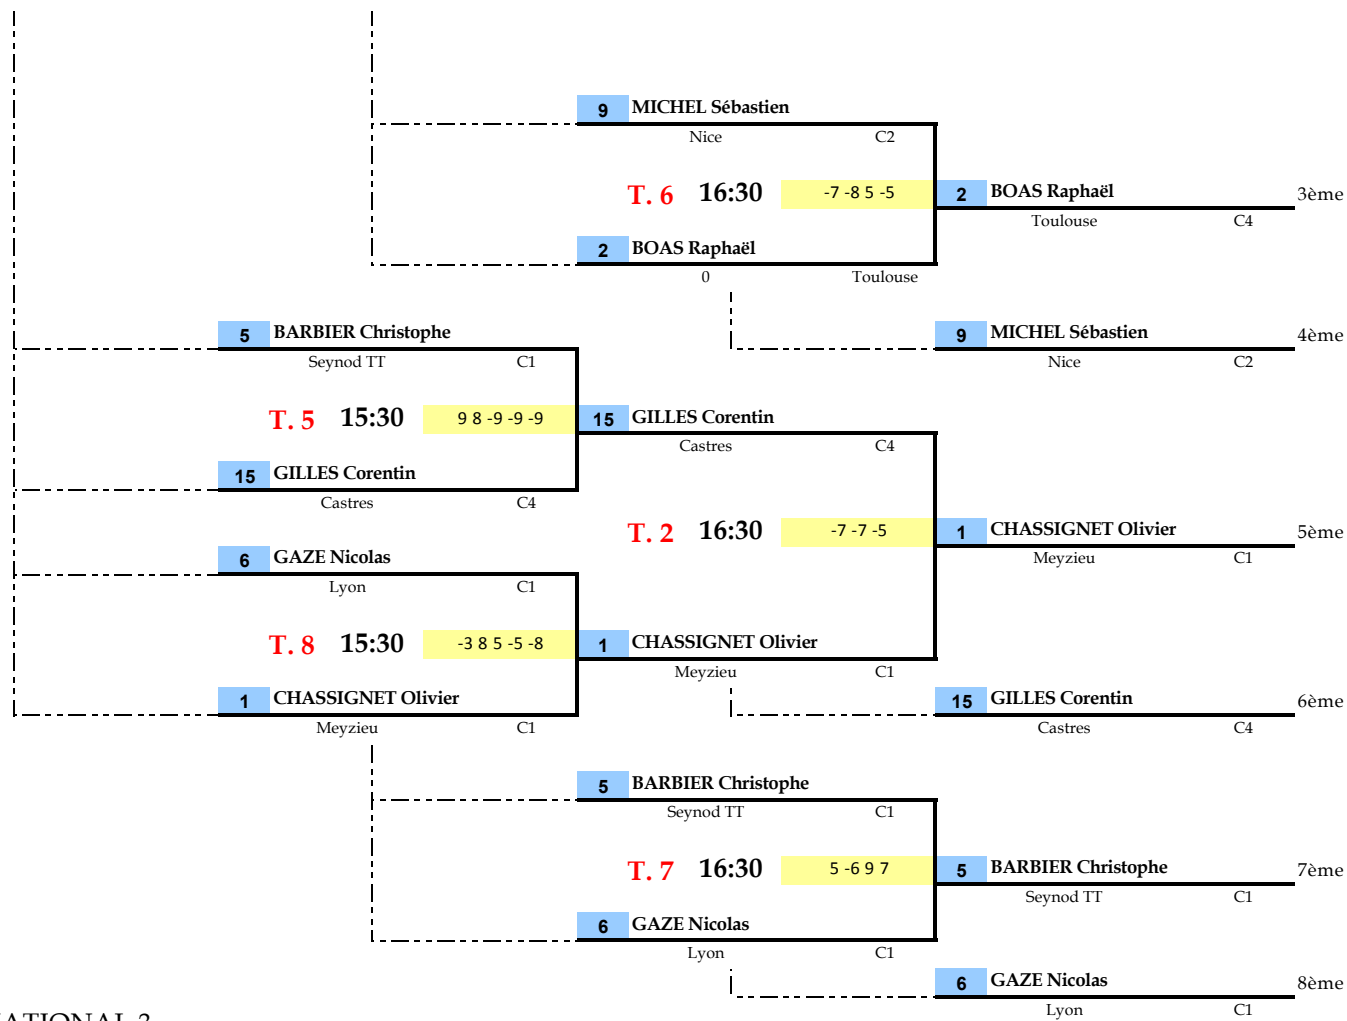 9 MICHEL Sébastien
Nice C2
T. 6 16:30 -7 -8 5 -5 2 BOAS Raphaël 3ème
Toulouse C4
2 BOAS Raphaël
0 Toulouse
5 BARBIER Christophe 9 MICHEL Sébastien 4ème
Seynod TT C1 Nice C2
T. 5 15:30 9 8 -9 -9 -9 15 GILLES Corentin
Castres C4
15 GILLES Corentin
Castres C4
T. 2 16:30 -7 -7 -5 1 CHASSIGNET Olivier 5ème
6 GAZE Nicolas Meyzieu C1
Lyon C1
T. 8 15:30 -3 8 5 -5 -8 1 CHASSIGNET Olivier
Meyzieu C1
1 CHASSIGNET Olivier 15 GILLES Corentin 6ème
Meyzieu C1 Castres C4
5 BARBIER Christophe
Seynod TT C1
T. 7 16:30 5 -6 9 7 5 BARBIER Christophe 7ème
Seynod TT C1
6 GAZE Nicolas
Lyon C1
6 GAZE Nicolas 8ème
Lyon C1